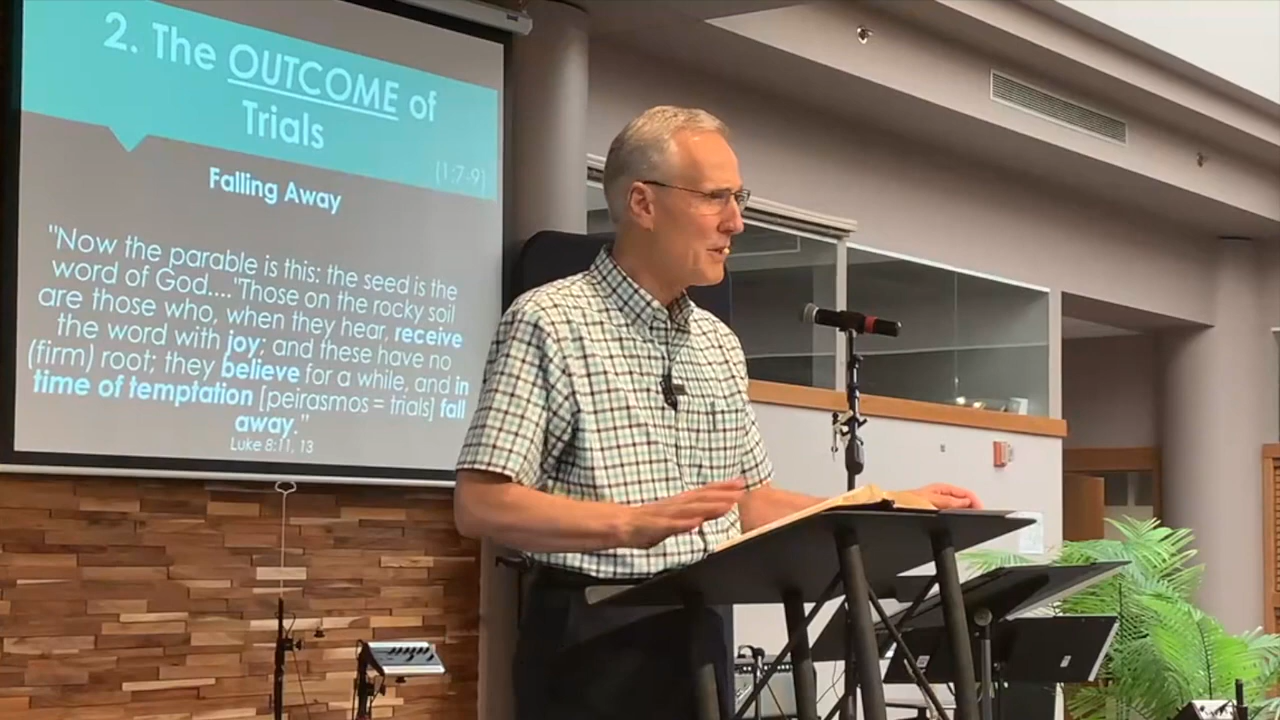 2. The OUTCOME of
Trials
(1:7-9)
Falling Away
"Now the parable is this: the seed is the
word of God...."Those on the rocky soil
are those who, when they hear, receive
the word with joy; and these have no
(firm) root; they believe for a while, and in
time of temptation [peirasmos = trials] fall
away."
Luke 8:11, 13